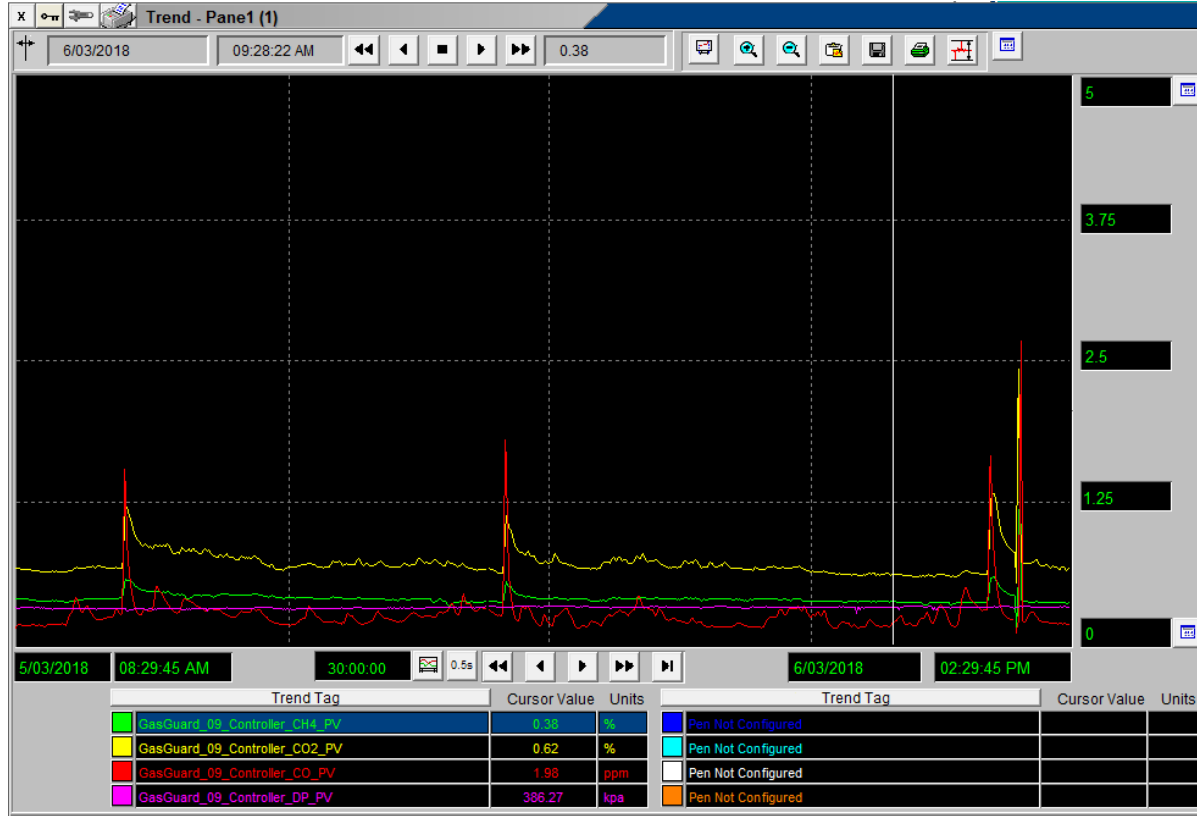 X Trend - Pane1 (1)
6/03/2018 09:28:22 AM 0.38
5
3.75
2.5
1.25
0
5/03/2018 08:29:45 AM 30:00:00 0.5s 6/03/2018 02:29:45 PM
Trend Tag Cursor Value Units Trend Tag Cursor Value Units
GasGuard_09_Controller_CH4_PV 0.38 % Pen Not Configured
GasGuard_09_Controller_CO2_PV 0.62 % Pen Not Configured
GasGuard_09_Controller_CO_PV 1.98 ppm Pen Not Configured
GasGuard_09_Controller_DP_PV 386.27 kpa Pen Not Configured